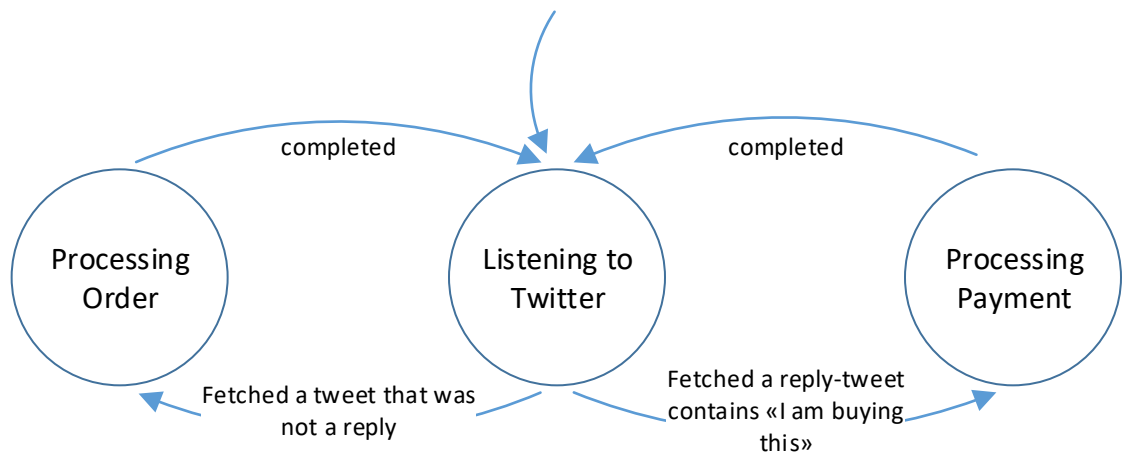 completed
completed
Processing
Order
Listening to
Twitter
Processing
Payment
Fetched a tweet that was
not a reply
Fetched a reply-tweet
contains «I am buying
this»